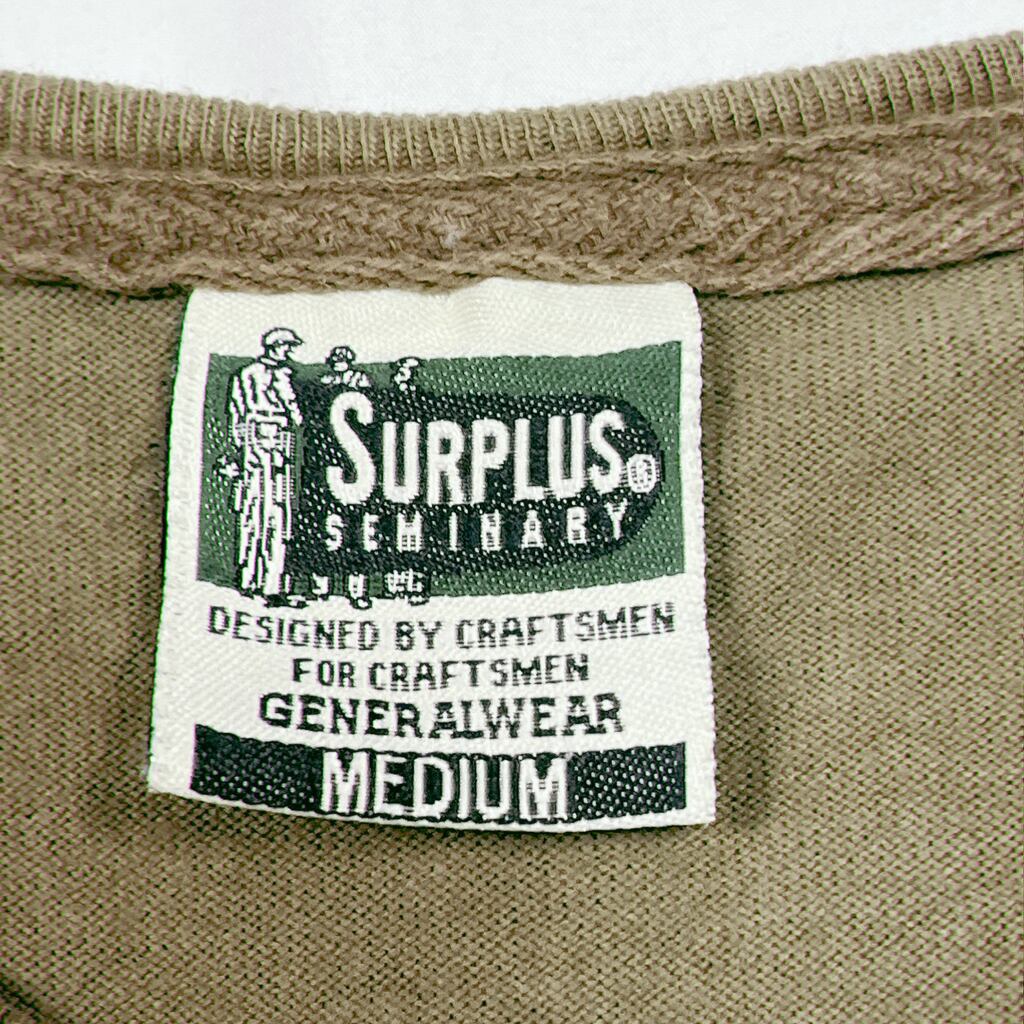 SURPLUS®
SEMINARY
DESIGNED BY CRAFTSMEN
FOR CRAFTSMEN
GENERALWEAR
MEDIUM